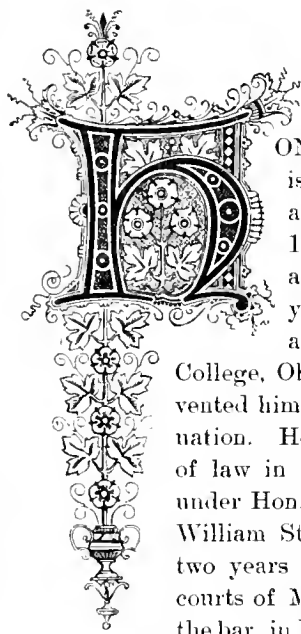 HON
is
a
1
a
y
a
College, Ol
vented him
nation. H
of law in
under Hon.
William St
two years
courts of M
the bar, in